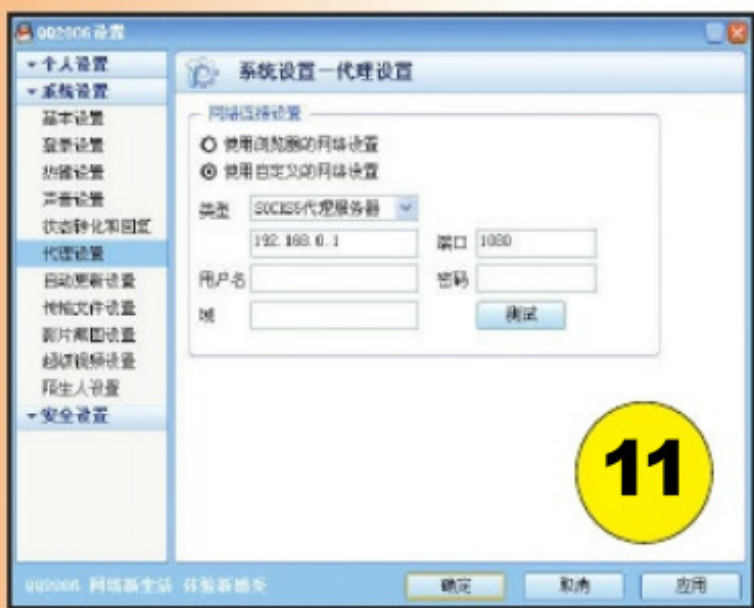 QQ2006 设置
个人设置
系统设置
基本设置
登录设置
热键设置
声音设置
状态转化和回复
代理设置
自动更新设置
传输文件设置
影片截图设置
超级视频设置
陌生人设置
安全设置
系统设置—代理设置
网络连接设置
使用浏览器的网络设置
使用自定义的网络设置
类型 SOCKS5代理服务器
192.168.0.1 端口 1080
用户名 密码
域 测试
11
QQ2006 网络新生活 体验新感受
确定 取消 应用